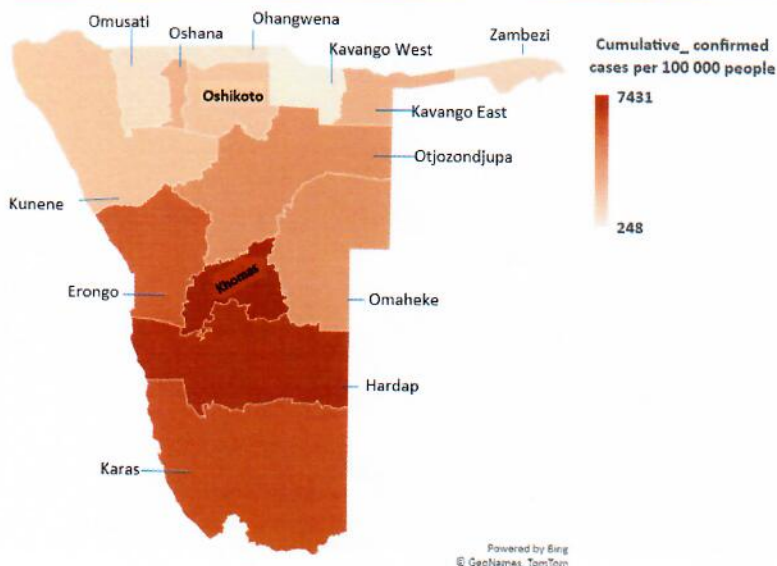 Omusati
Ohangwena
Oshana
Kavango West
Zambezi
Oshikoto
Kavango East
Otjozondjupa
Kunene
Khomas
Erongo
Omaheke
Hardap
Karas
Cumulative_ confirmed
cases per 100 000 people
7431
248
Powered by Bing
© GeoNames, TomTom